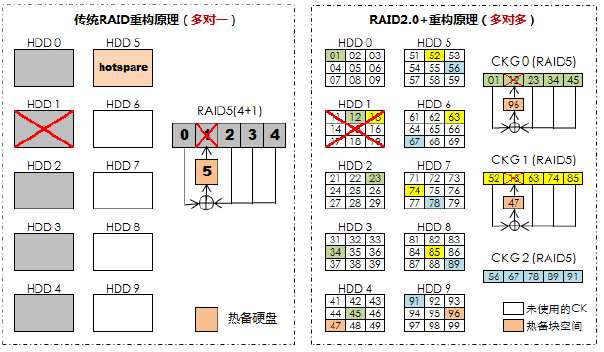 传统RAID重构原理（多对一）
HDD 0
HDD 5
hotspare
HDD 1
HDD 6
HDD 2
HDD 7
HDD 3
HDD 8
HDD 4
HDD 9
RAID5(4+1)
0 1 2 3 4
5
热备硬盘
RAID2.0+重构原理（多对多）
HDD 0
01 02 03
04 05 06
07 08 09
HDD 5
51 52 53
54 55 56
57 58 59
HDD 1
12 13
14 16
18
HDD 6
61 62 63
64 65 66
67 68 69
HDD 2
21 22 23
24 25 26
27 28 29
HDD 7
71 72 73
74 75 76
77 78 79
HDD 3
31 32 33
34 35 36
37 38 39
HDD 8
81 82 83
84 85 86
87 88 89
HDD 4
41 42 43
44 45 46
47 48 49
HDD 9
91 92 93
94 95 96
97 98 99
CKG 0 (RAID5)
01 12 23 34 45
96
CKG 1 (RAID5)
52 13 63 74 85
47
CKG 2 (RAID5)
56 67 78 89 91
未使用的CK
热备块空间